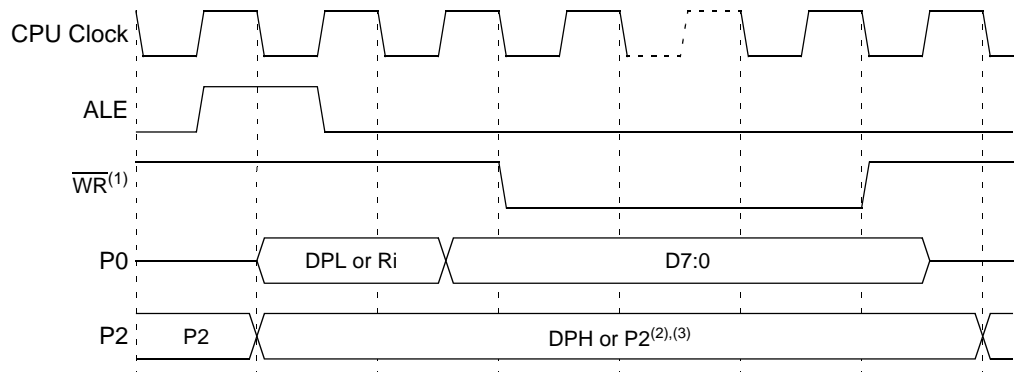 CPU Clock
ALE
WR(1)
P0
DPL or Ri
D7:0
P2
P2
DPH or P2(2),(3)